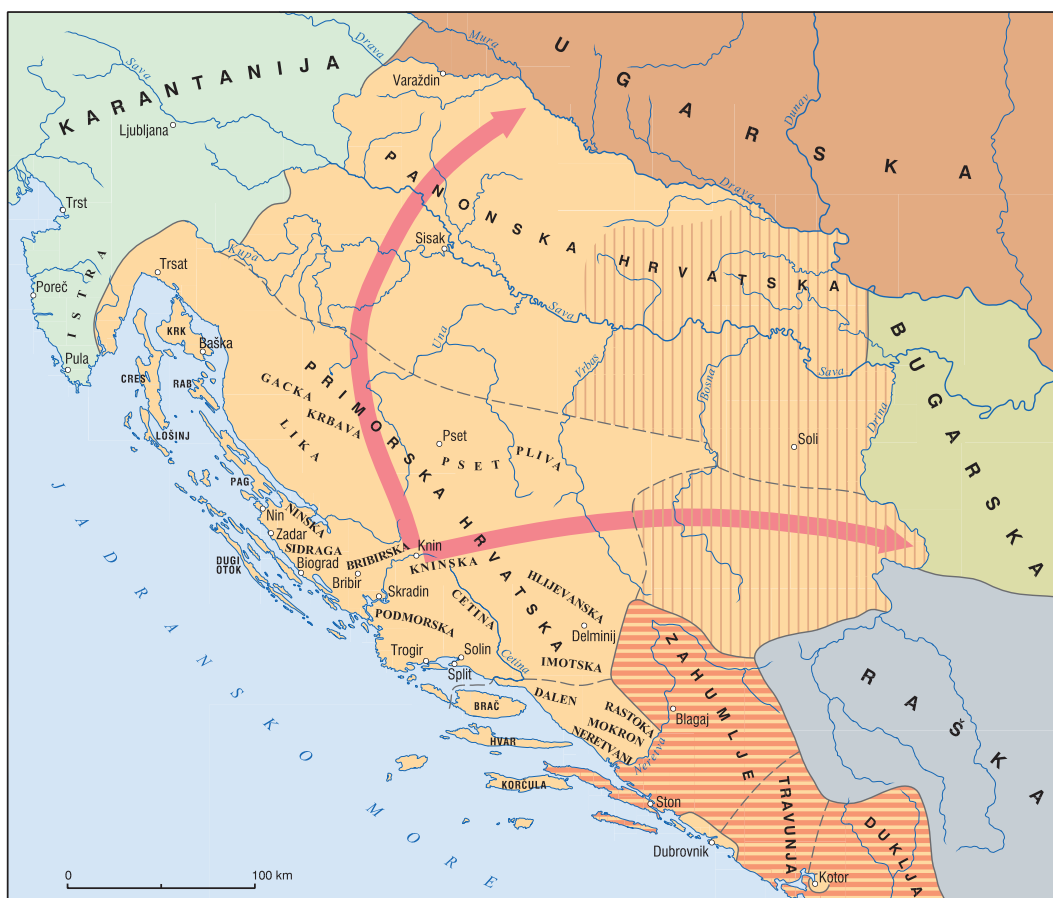 KARANTANIJA
UGARSKA
BUGARSKA
RAŠKA
ISTRA
PANONSKA HRVATSKA
PRIMORSKA HRVATSKA
ZAHUMLJE
TRAVUNJA
DUKLJA
JADRANSKO MORE
Sava
Drava
Mura
Dunav
Drava
Kupa
Sava
Una
Vrbas
Bosna
Sava
Drina
Cetina
Neretva
Varaždin
Ljubljana
Trst
Sisak
Trsat
Poreč
Pula
Baška
KRK
CRES
RAB
LOŠINJ
PAG
DUGI
OTOK
GACKA
KRBAVA
LIKA
Pset
PSET
PLIVA
Soli
Nin
NINSKA
Zadar
SIDRAGA
Biograd
BRIBIRSKA
Bribir
Knin
KNINSKA
Skradin
CETINA
HLIJEVANSKA
PODMORSKA
Delminij
Trogir
Solin
Split
IMOTSKA
BRAČ
DALEN
RASTOKA
MOKRON
NERETVANI
HVAR
KORČULA
Blagaj
Ston
Dubrovnik
Kotor
0 100 km